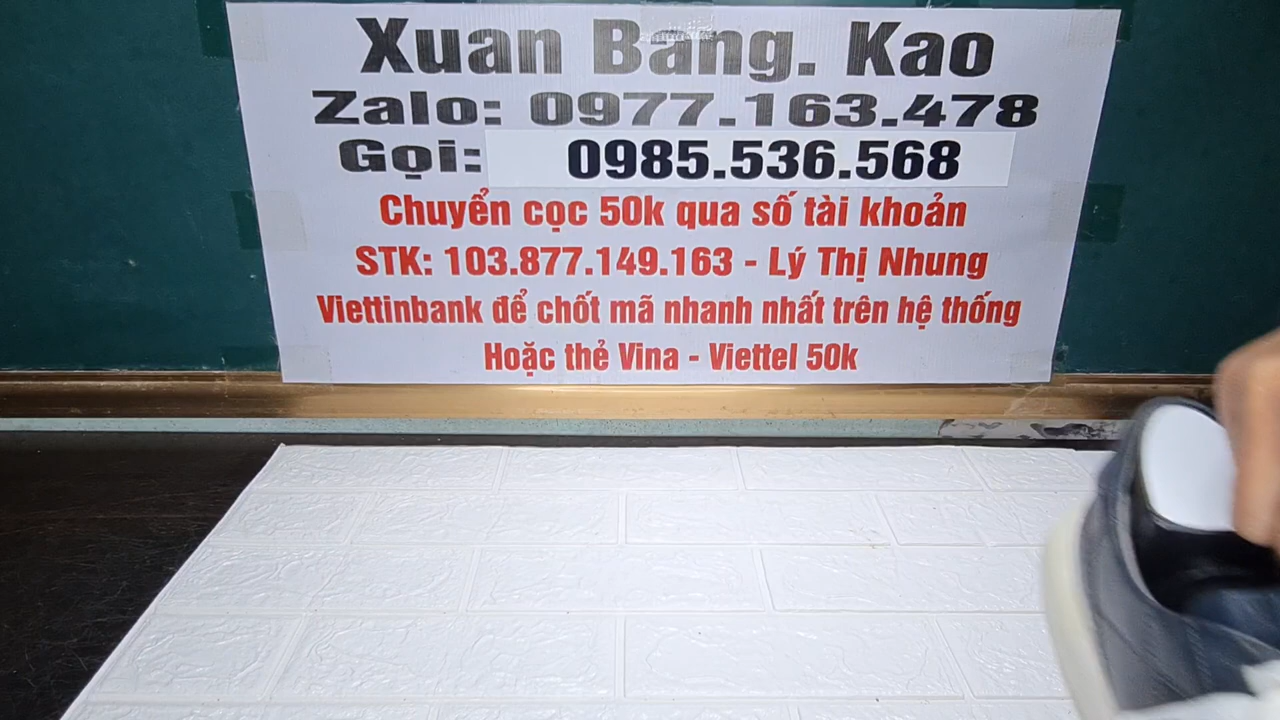 Xuan Bang. Kao
Zalo: 0977.163.478
Gọi: 0985.536.568
Chuyển cọc 50k qua số tài khoản
STK: 103.877.149.163 - Lý Thị Nhung
Viettinbank để chốt mã nhanh nhất trên hệ thống
Hoặc thẻ Vina - Viettel 50k